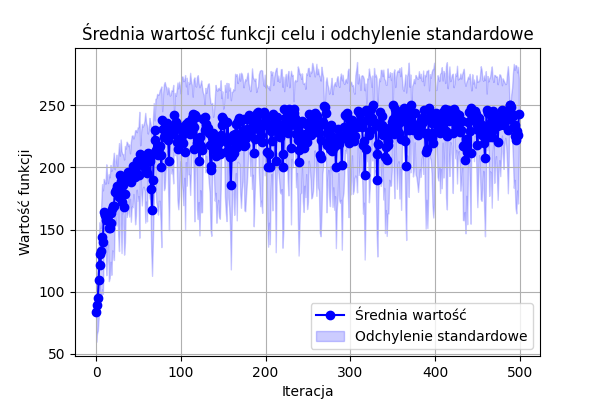 Średnia wartość funkcji celu i odchylenie standardowe
Wartość funkcji
250
200
150
100
50
0
100
200
300
400
500
Iteracja
Średnia wartość
Odchylenie standardowe